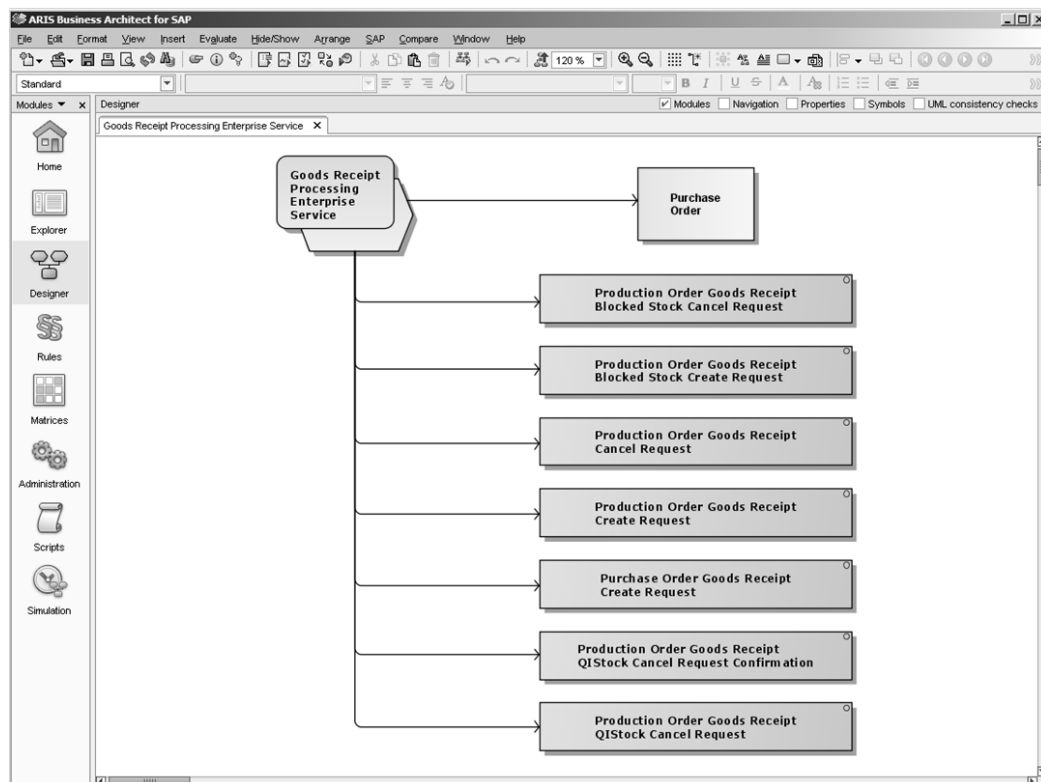 ARIS Business Architect for SAP
File Edit Format View Insert Evaluate Hide/Show Arrange SAP Compare Window Help
120 %
Standard
B I U S A
Modules
Designer
Modules Navigation Properties Symbols UML consistency checks
Goods Receipt Processing Enterprise Service X
Home
Explorer
Designer
Rules
Matrices
Administration
Scripts
Simulation
Goods Receipt
Processing
Enterprise
Service
Purchase
Order
Production Order Goods Receipt
Blocked Stock Cancel Request
Production Order Goods Receipt
Blocked Stock Create Request
Production Order Goods Receipt
Cancel Request
Production Order Goods Receipt
Create Request
Purchase Order Goods Receipt
Create Request
Production Order Goods Receipt
QIStock Cancel Request Confirmation
Production Order Goods Receipt
QIStock Cancel Request